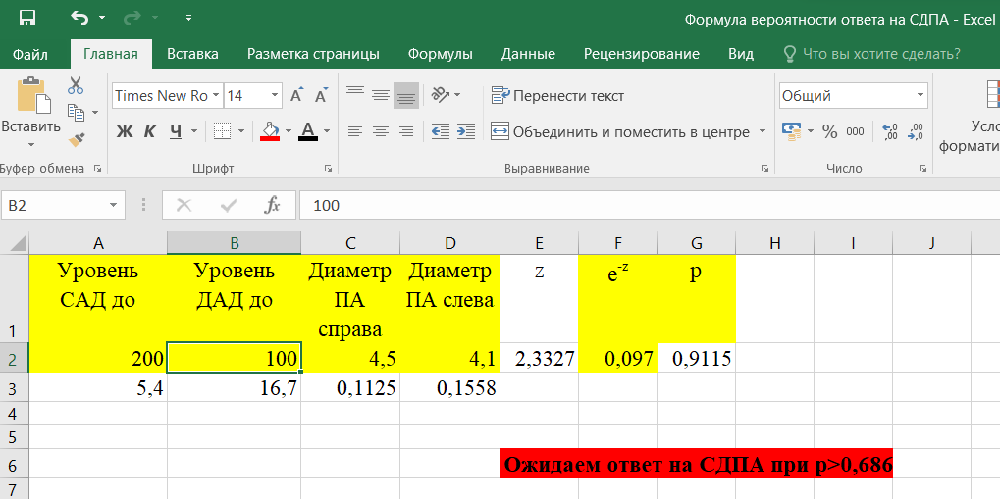 Формула вероятности ответа на СДПА - Excel
Файл
Главная
Вставка
Разметка страницы
Формулы
Данные
Рецензирование
Вид
Что вы хотите сделать?
Вставить
Times New Ro
14
Ж К Ч
А
Перенести текст
Объединить и поместить в центре
Общий
% 000
Усло
формати
Буфер обмена
Шрифт
Выравнивание
Число
B2
fx
100
A B C D E F G H I J
1
Уровень САД до
Уровень ДАД до
Диаметр ПА справа
Диаметр ПА слева
z
e-z
p
2 200 100 4,5 4,1 2,3327 0,097 0,9115
3 5,4 16,7 0,1125 0,1558
4
5
6 Ожидаем ответ на СДПА при p>0,686
7